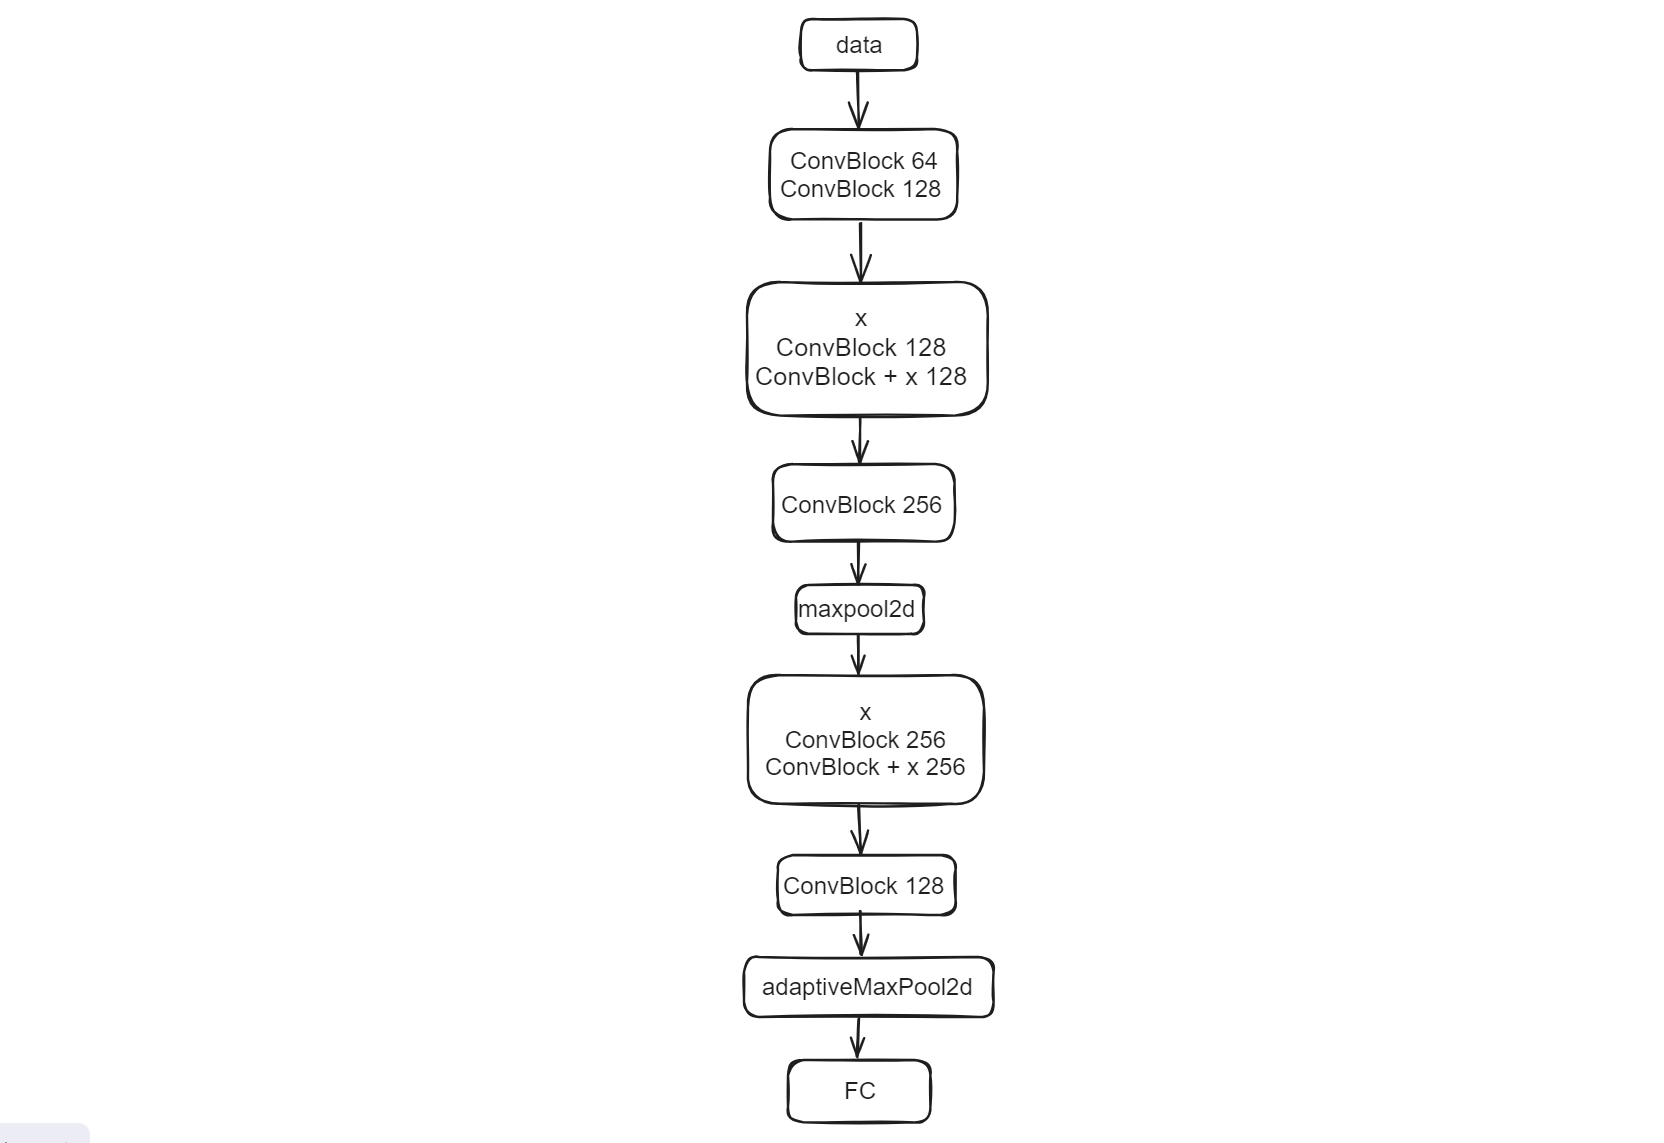 data
ConvBlock 64
ConvBlock 128
x
ConvBlock 128
ConvBlock + x 128
ConvBlock 256
maxpool2d
x
ConvBlock 256
ConvBlock + x 256
ConvBlock 128
adaptiveMaxPool2d
FC